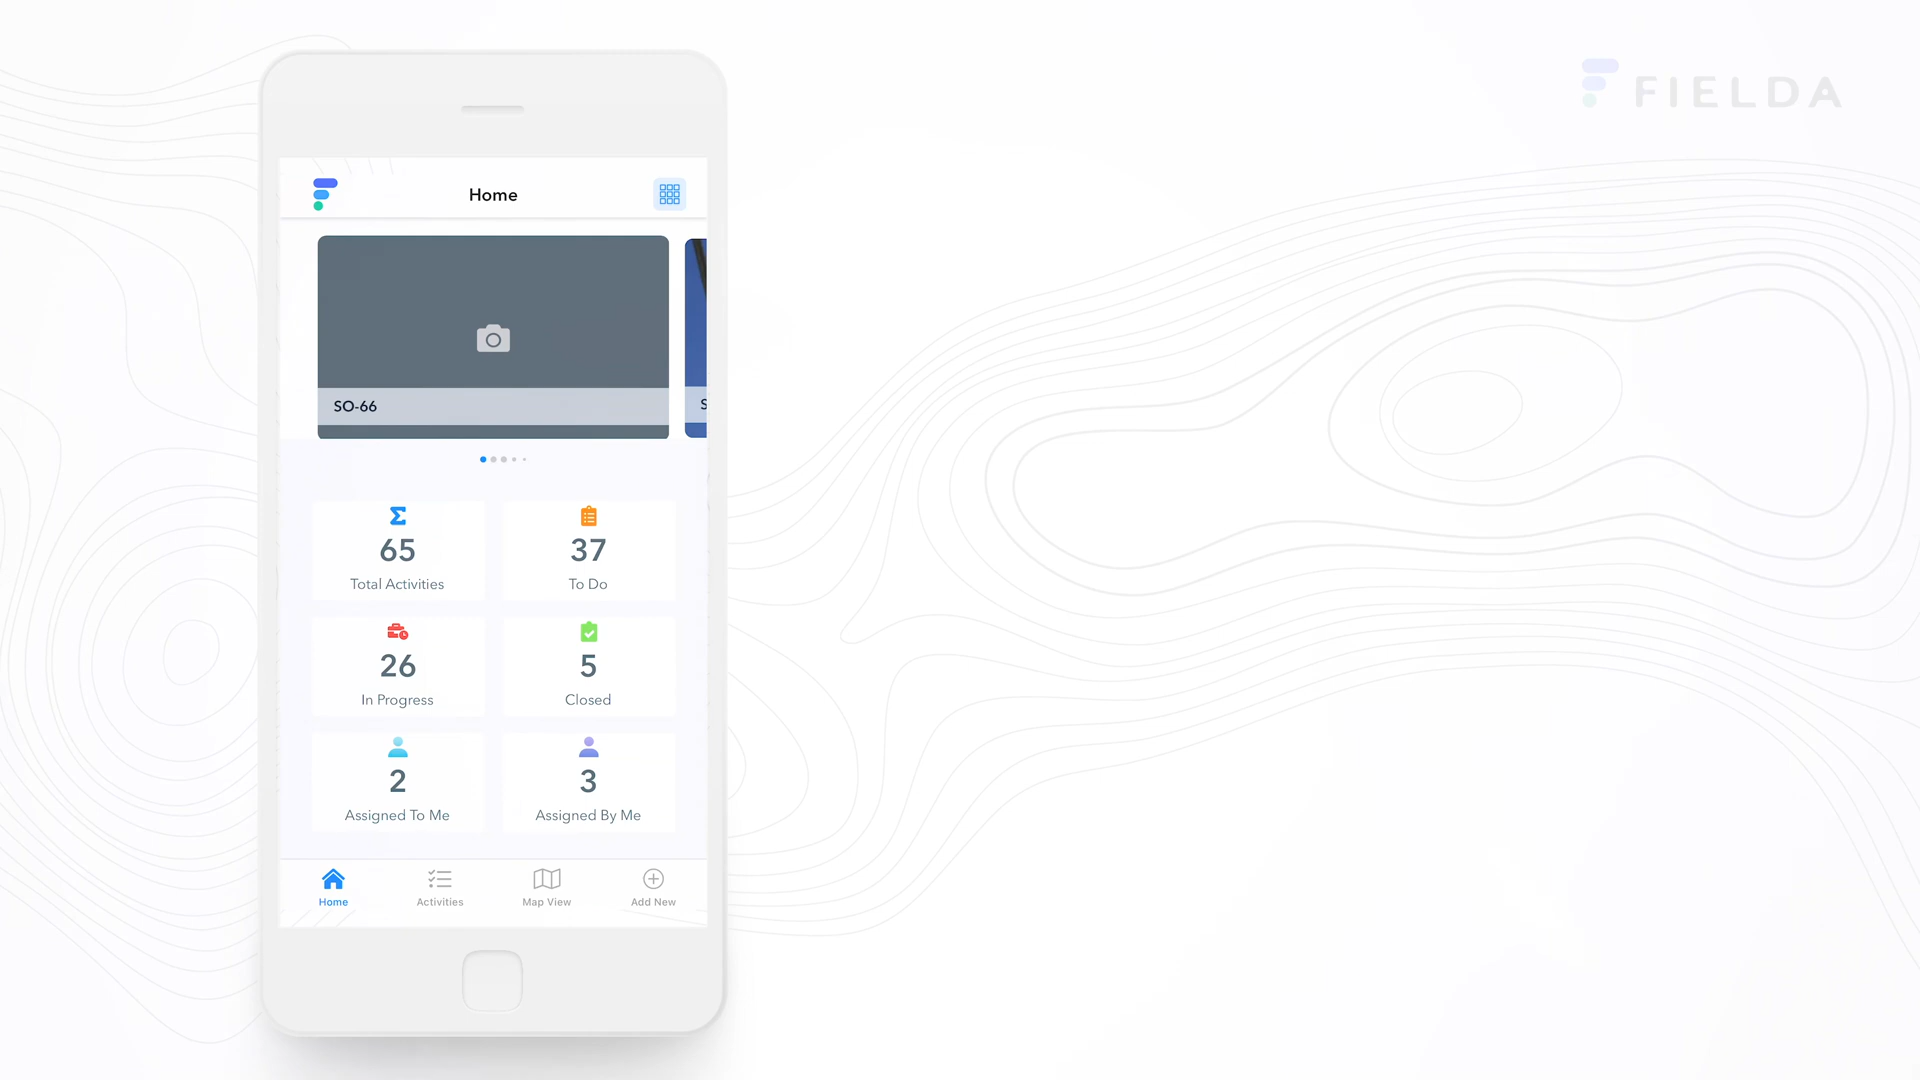 FIELDA
Home
SO-66
S
65
37
Total Activities
To Do
26
5
In Progress
Closed
2
3
Assigned To Me
Assigned By Me
Home
Activities
Map View
Add New